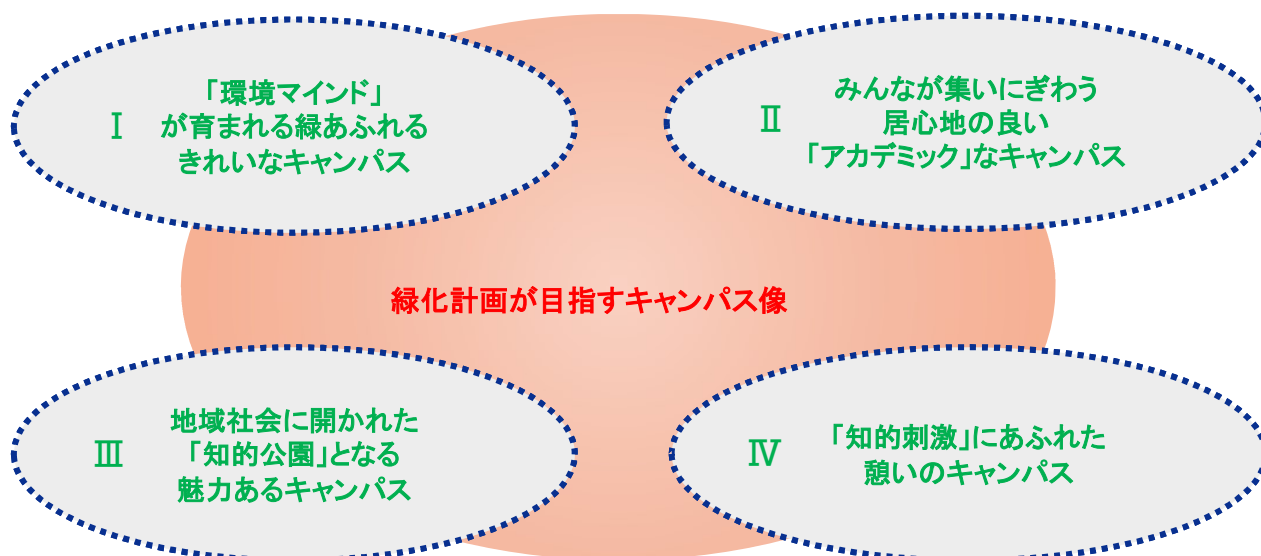 「環境マインド」
Ⅰ が育まれる緑あふれる
きれいなキャンパス
みんなが集いにぎわう
Ⅱ 居心地の良い
「アカデミック」なキャンパス
緑化計画が目指すキャンパス像
地域社会に開かれた
Ⅲ 「知的公園」となる
魅力あるキャンパス
Ⅳ 「知的刺激」にあふれた
憩いのキャンパス